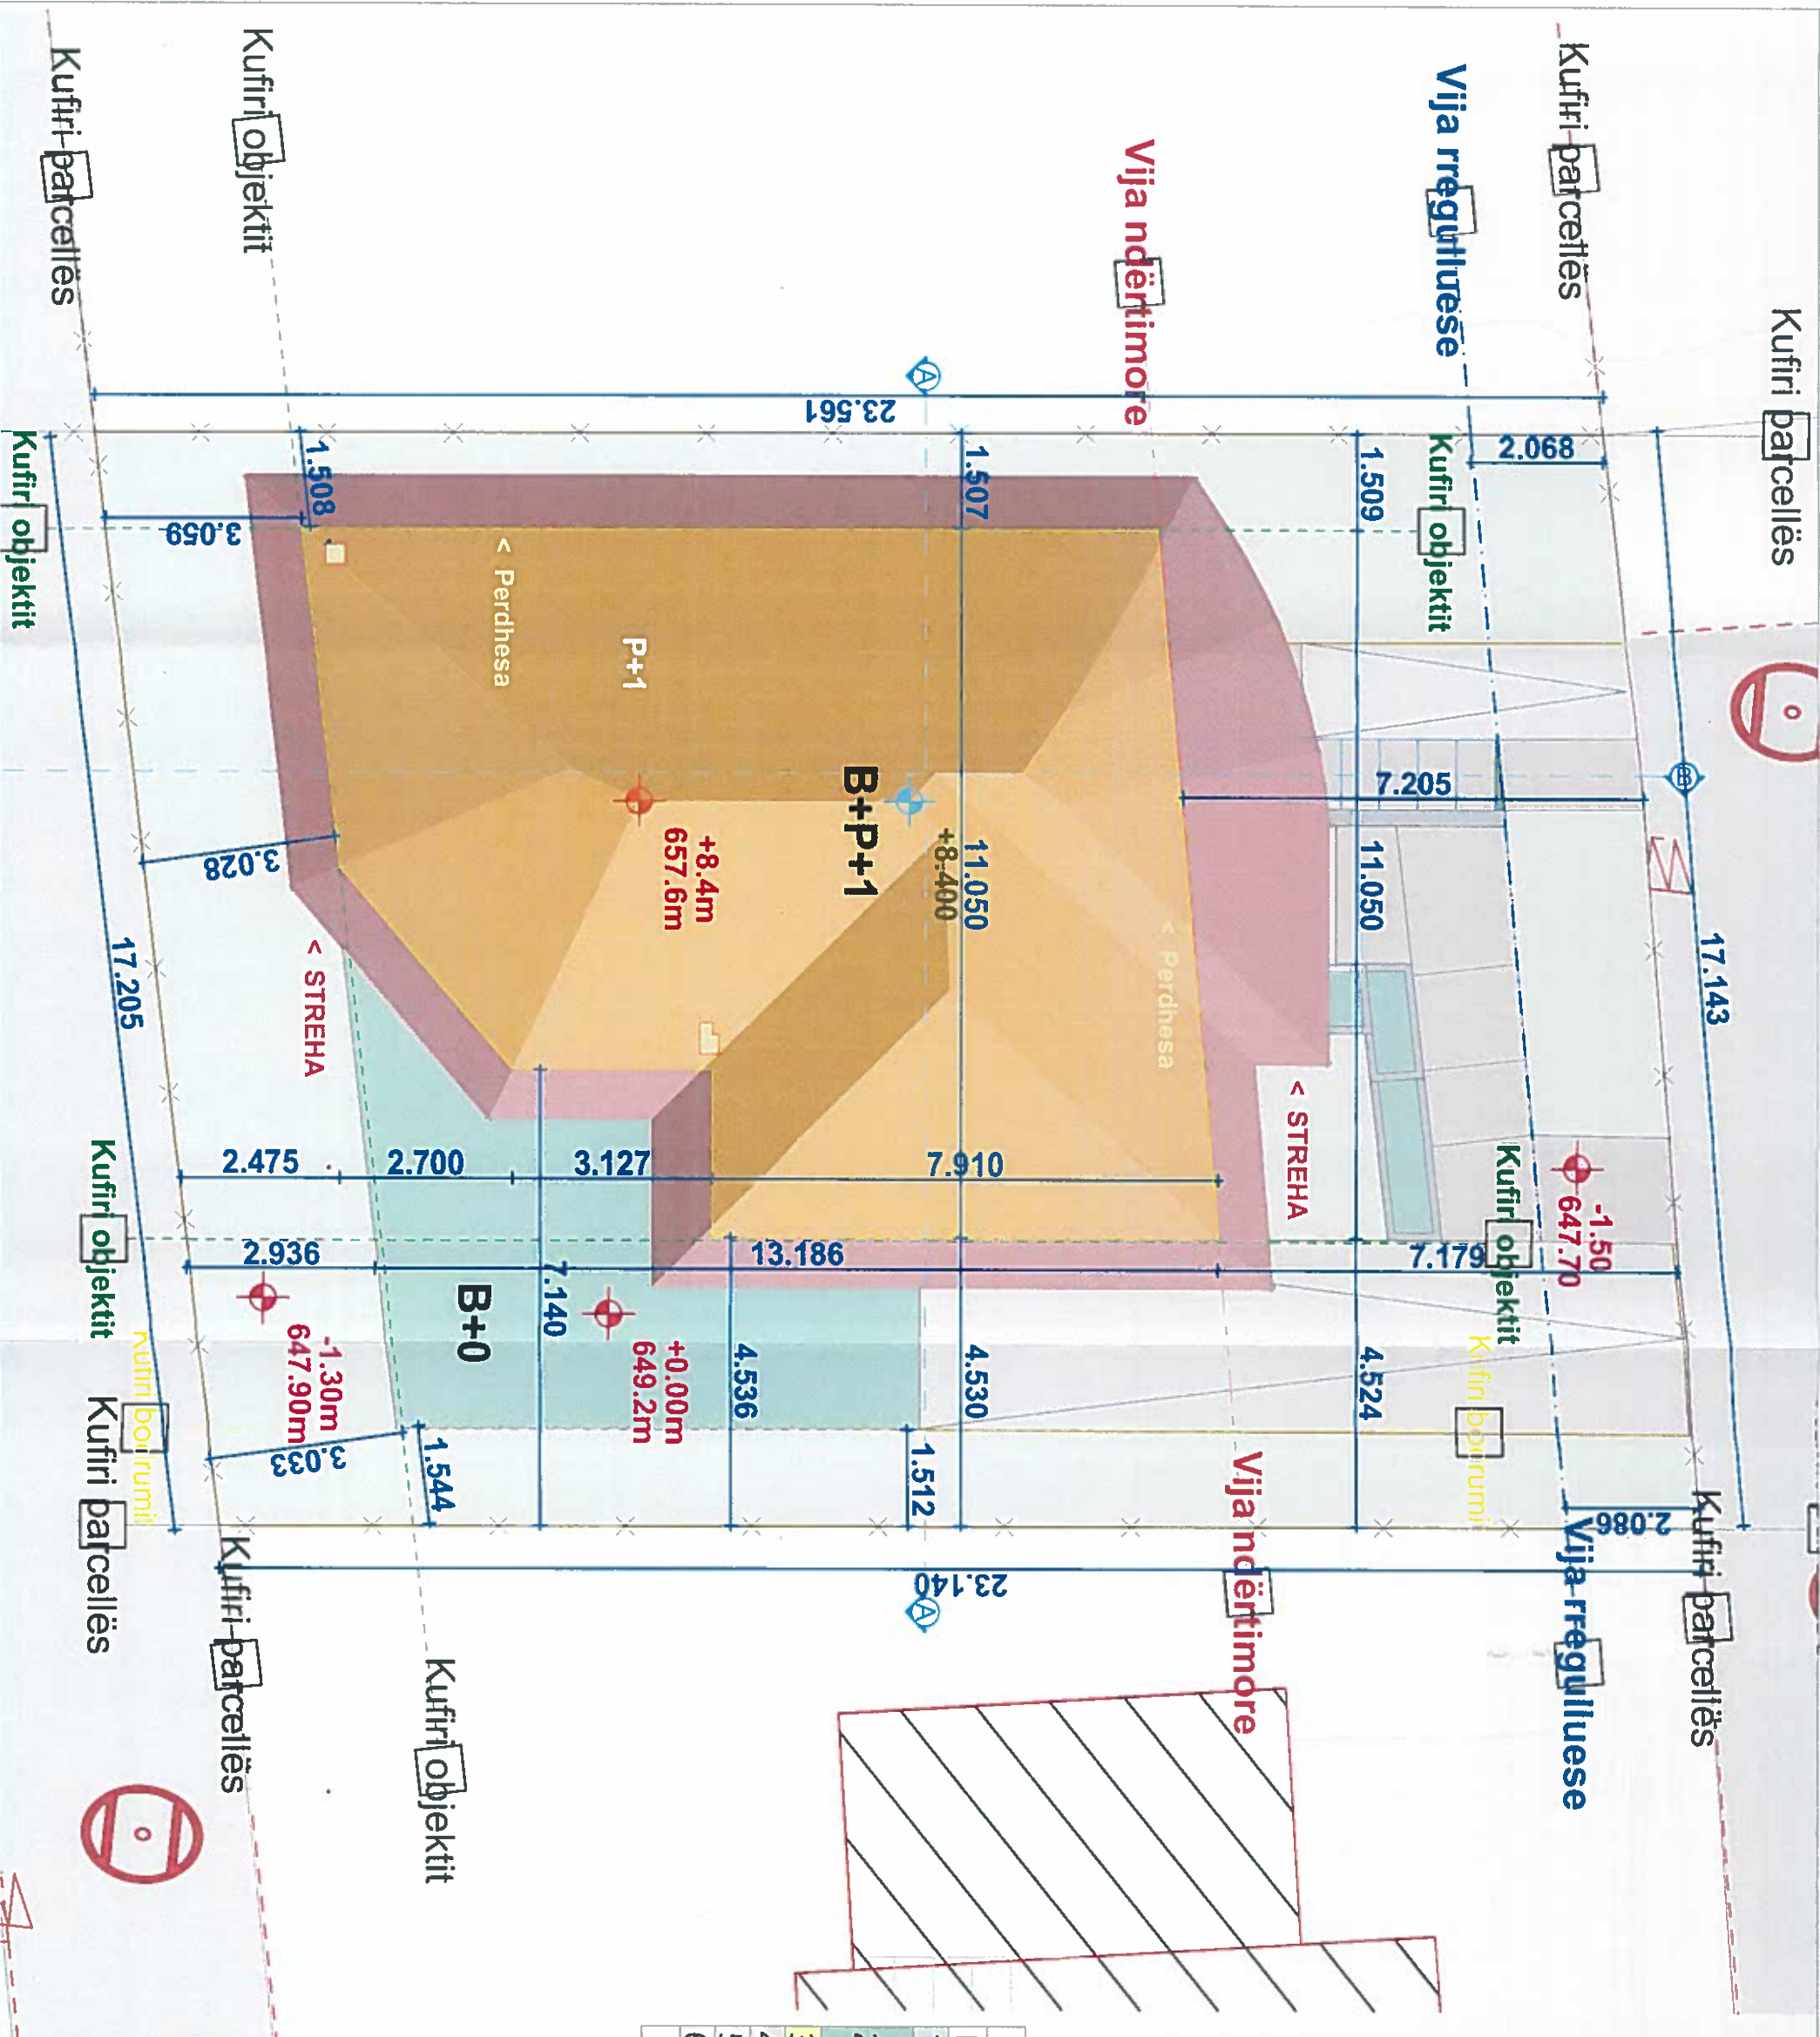 Kufiri parcellës
Kufiri parcellës
Vija rregulluese
Vija ndërtimore
Kufiri objektit
Kufiri parcellës
2.068
Kufiri objektit
1.509
1.507
1.508
23.561
3.059
Kufiri objektit
< Perdhesa
P+1
B+P+1
+8.400
11.050
+8.4m
657.6m
7.205
11.050
B
17.143
A
3.028
17.205
< STREHA
< Perdhesa
< STREHA
-1.50
647.70
Kufiri objektit
7.179
7.910
3.127
2.700
2.475
13.186
2.936
Kufiri objektit
B+0
7.140
+0.00m
649.2m
-1.30m
647.90m
4.536
4.530
4.524
Kufiri bodrumit
Kufiri bodrumit
3.033
1.544
1.512
2.086
Kufiri parcellës
Vija rregulluese
Vija ndërtimore
23.140
A
Kufiri parcellës
Kufiri parcellës
Kufiri objektit